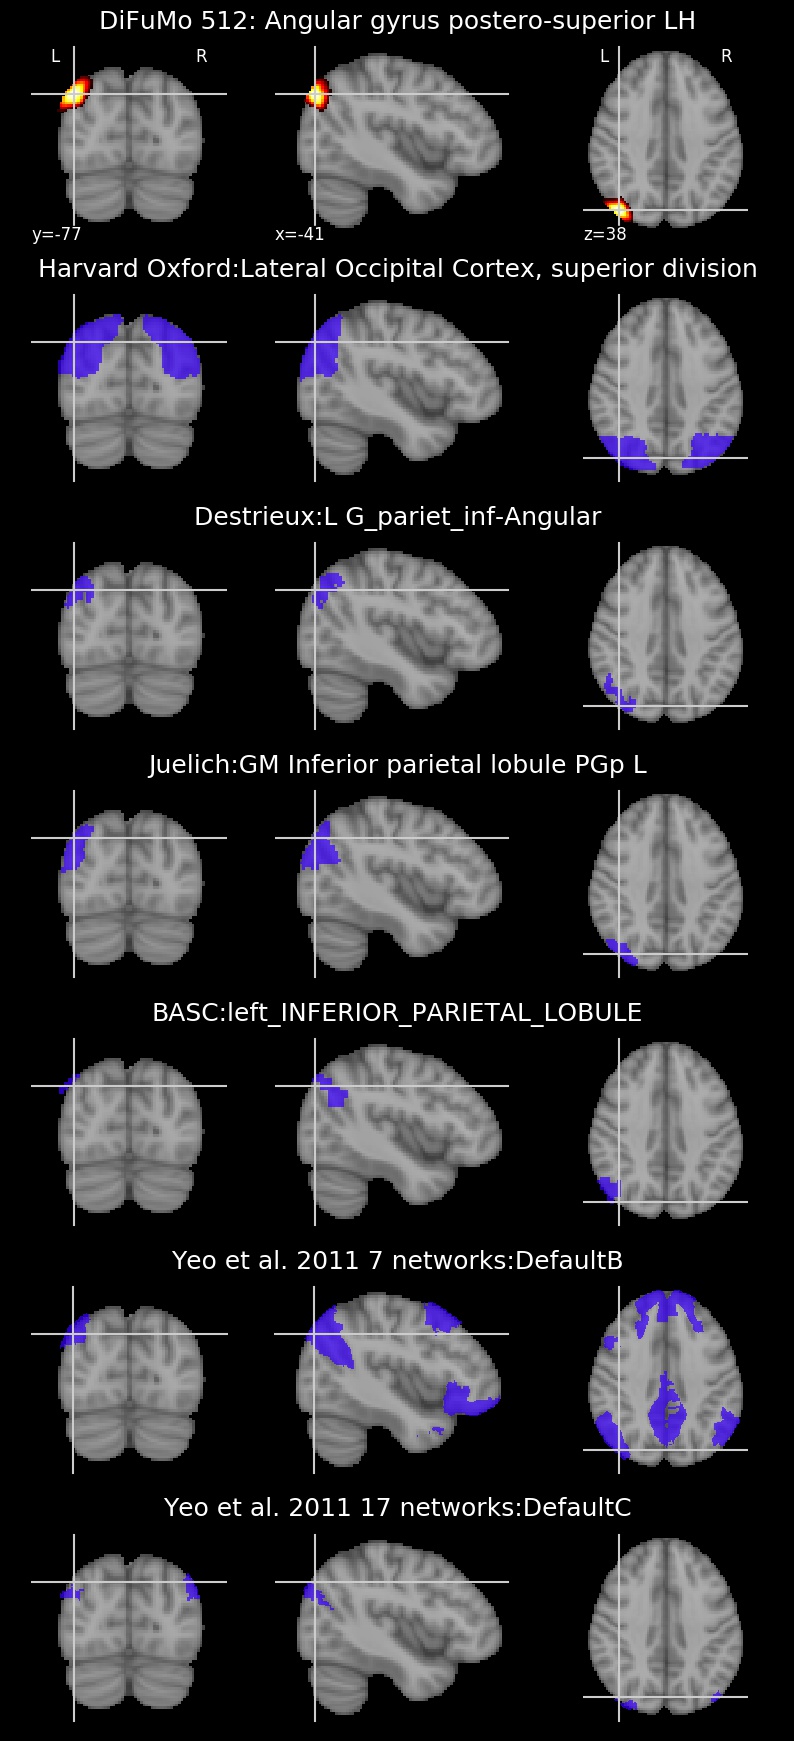 DiFuMo 512: Angular gyrus postero-superior LH
L R L R
y=-77 x=-41 z=38
Harvard Oxford:Lateral Occipital Cortex, superior division
Destrieux:L G_pariet_inf-Angular
Juelich:GM Inferior parietal lobule PGp L
BASC:left_INFERIOR_PARIETAL_LOBULE
Yeo et al. 2011 7 networks:DefaultB
Yeo et al. 2011 17 networks:DefaultC